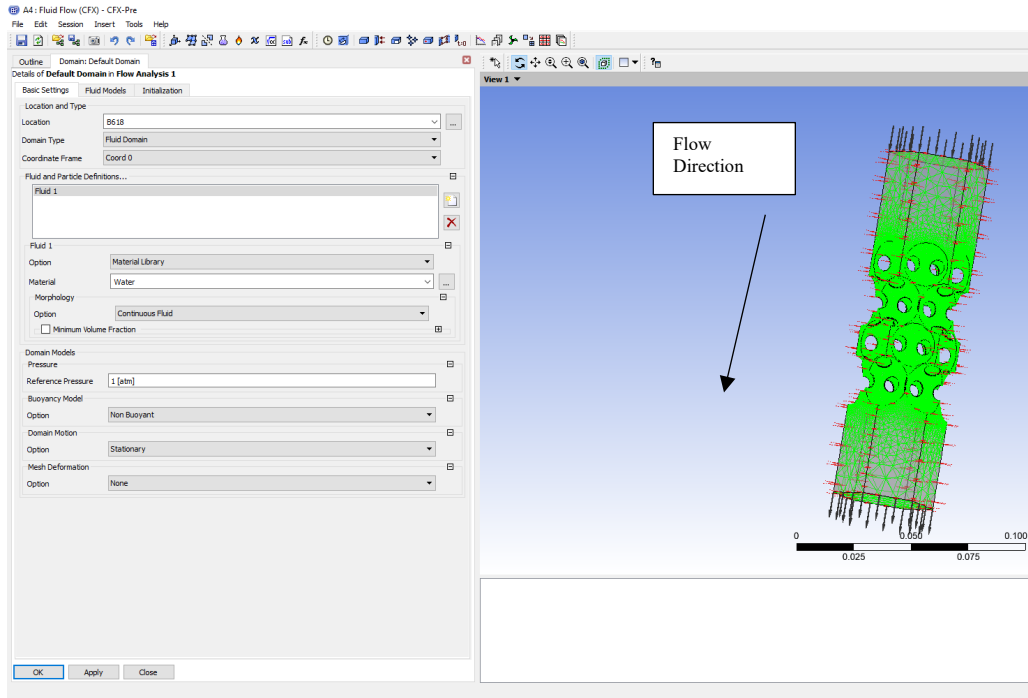 A4 : Fluid Flow (CFX) - CFX-Pre
File Edit Session Insert Tools Help
Outline Domain: Default Domain
Details of Default Domain in Flow Analysis 1
Basic Settings Fluid Models Initialization
Location and Type
Location B618 ...
Domain Type Fluid Domain
Coordinate Frame Coord 0
Fluid and Particle Definitions...
Fluid 1
Fluid 1
Option Material Library
Material Water ...
Morphology
Option Continuous Fluid
Minimum Volume Fraction
Domain Models
Pressure
Reference Pressure 1 [atm]
Buoyancy Model
Option Non Buoyant
Domain Motion
Option Stationary
Mesh Deformation
Option None
OK Apply Close
View 1
Flow
Direction
0 0.050 0.100
0.025 0.075